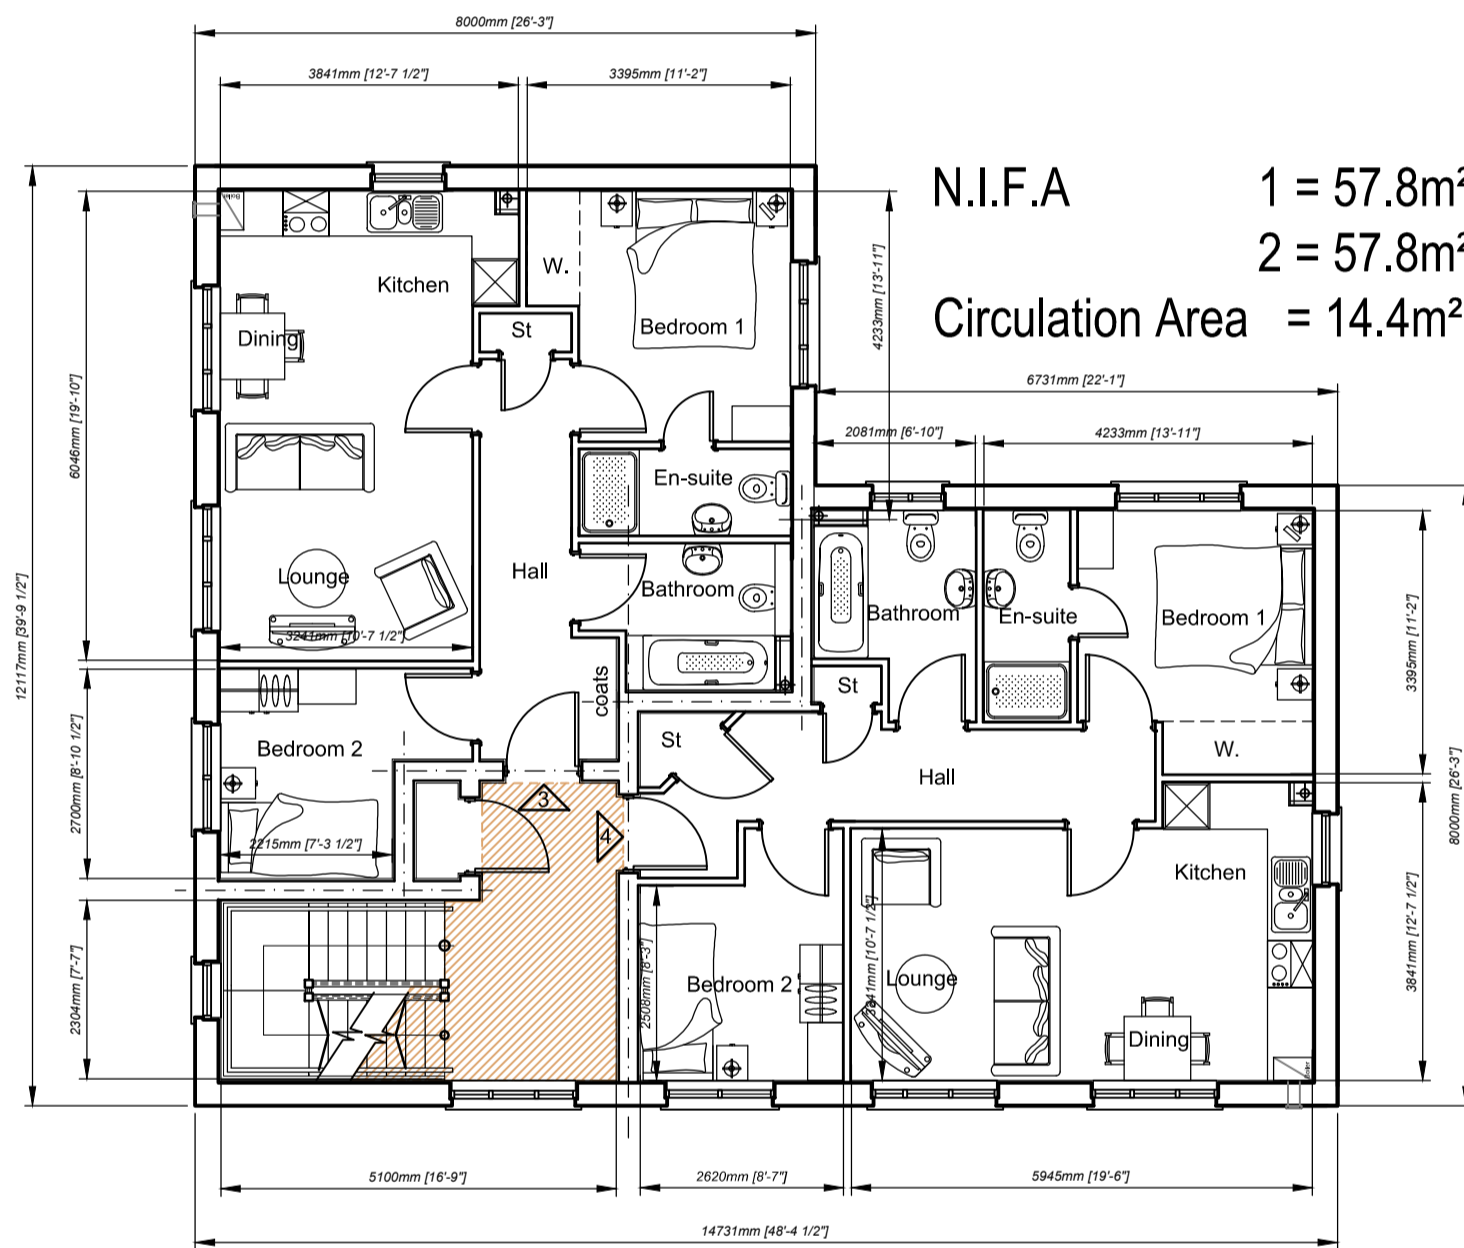 8000mm [26'-3"]
3841mm [12'-7 1/2"]
3395mm [11'-2"]
N.I.F.A 1 = 57.8m²
2 = 57.8m²
Circulation Area = 14.4m²
Boiler
Kitchen
W.
Bedroom 1
St
Dining
4233mm [13'-11"]
6731mm [22'-1"]
2081mm [6'-10"]
4233mm [13'-11"]
6046mm [19'-10"]
En-suite
Hall
Lounge
Bathroom
3241mm [10'-7 1/2"]
12117mm [39'-9 1/2"]
Bathroom
En-suite
Bedroom 1
3395mm [11'-2"]
coats
St
St
Bedroom 2
W.
Hall
2700mm [8'-10 1/2"]
3
4
2215mm [7'-3 1/2"]
8000mm [26'-3"]
Kitchen
2304mm [7'-7"]
2508mm [8'-3"]
Bedroom 2
3241mm [10'-7 1/2"]
Lounge
3841mm [12'-7 1/2"]
Dining
Boiler
5100mm [16'-9"]
2620mm [8'-7"]
5945mm [19'-6"]
14731mm [48'-4 1/2"]